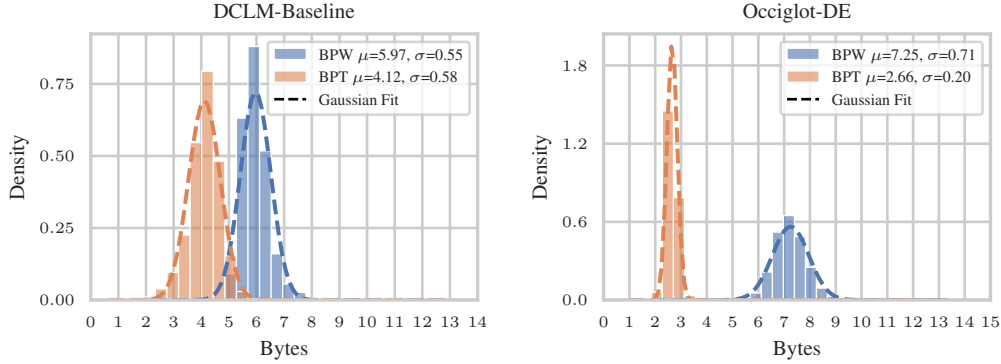 DCLM-Baseline
BPW μ=5.97, σ=0.55
BPT μ=4.12, σ=0.58
Gaussian Fit
Density
0.75
0.50
0.25
0.00
0 1 2 3 4 5 6 7 8 9 10 11 12 13 14
Bytes
Occiglot-DE
BPW μ=7.25, σ=0.71
BPT μ=2.66, σ=0.20
Gaussian Fit
Density
1.8
1.2
0.6
0.0
0 1 2 3 4 5 6 7 8 9 10 11 12 13 14 15
Bytes